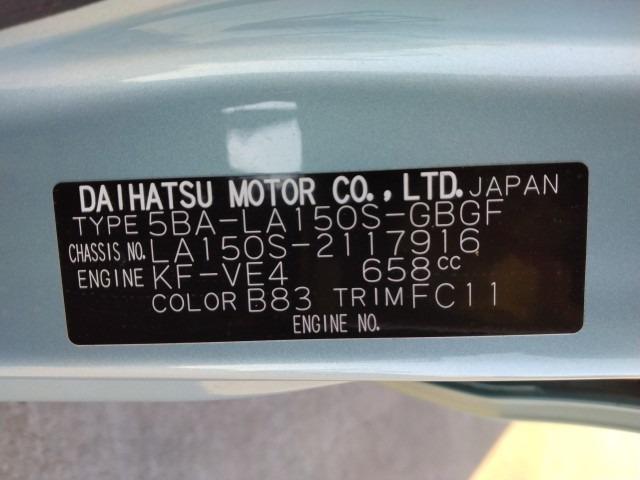 DAIHATSU MOTOR CO., LTD. JAPAN
TYPE 5BA-LA150S-GBGF
CHASSIS NO. LA150S-2117916
ENGINE KF-VE4 658cc
COLOR B83 TRIM FC11
ENGINE NO.